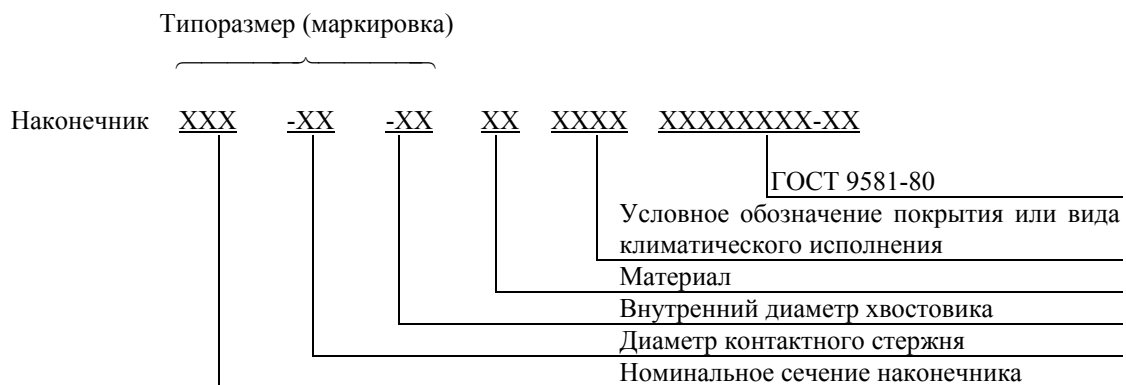 Типоразмер (маркировка)
Наконечник XXX -XX -XX XX XXXX XXXXXXXX-XX
ГОСТ 9581-80
Условное обозначение покрытия или вида
климатического исполнения
Материал
Внутренний диаметр хвостовика
Диаметр контактного стержня
Номинальное сечение наконечника